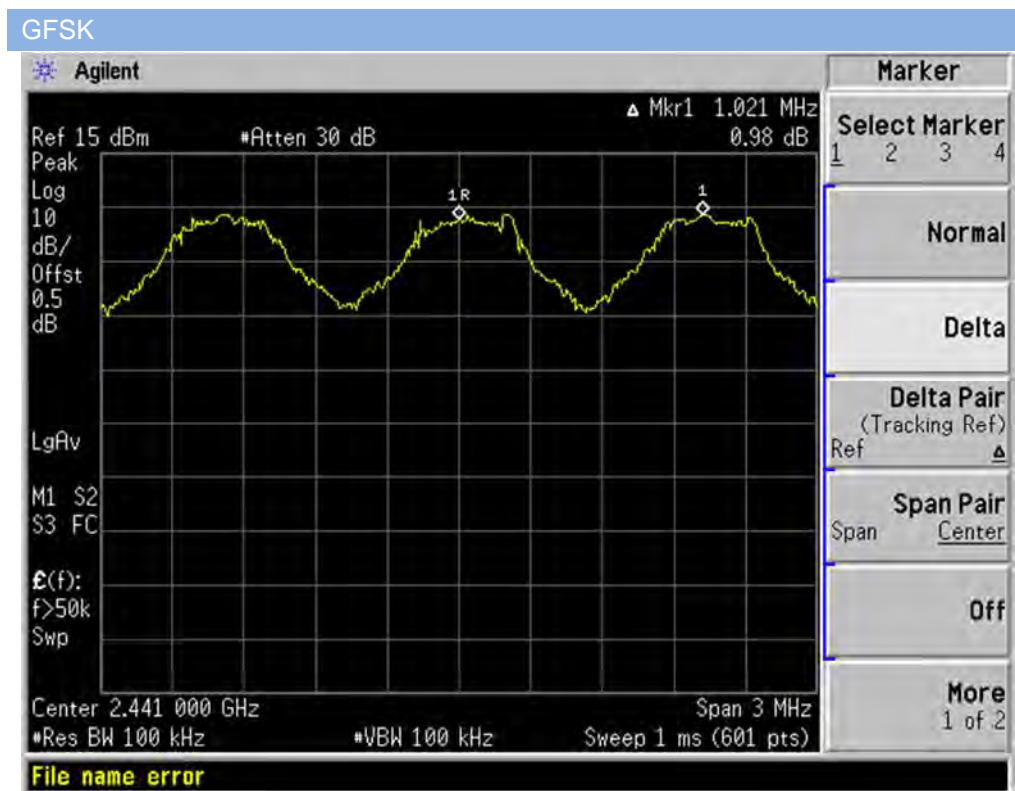 GFSK
Agilent
Marker
Δ Mkr1 1.021 MHz
Ref 15 dBm #Atten 30 dB 0.98 dB
Peak
Log
10
dB/
Offst
0.5
dB
1R
1
LgAv
M1 S2
S3 FC
£(f):
f>50k
Swp
Center 2.441 000 GHz Span 3 MHz
#Res BW 100 kHz #VBW 100 kHz Sweep 1 ms (601 pts)
File name error
Select Marker
1 2 3 4
Normal
Delta
Delta Pair
(Tracking Ref)
Ref Δ
Span Pair
Span Center
Off
More
1 of 2